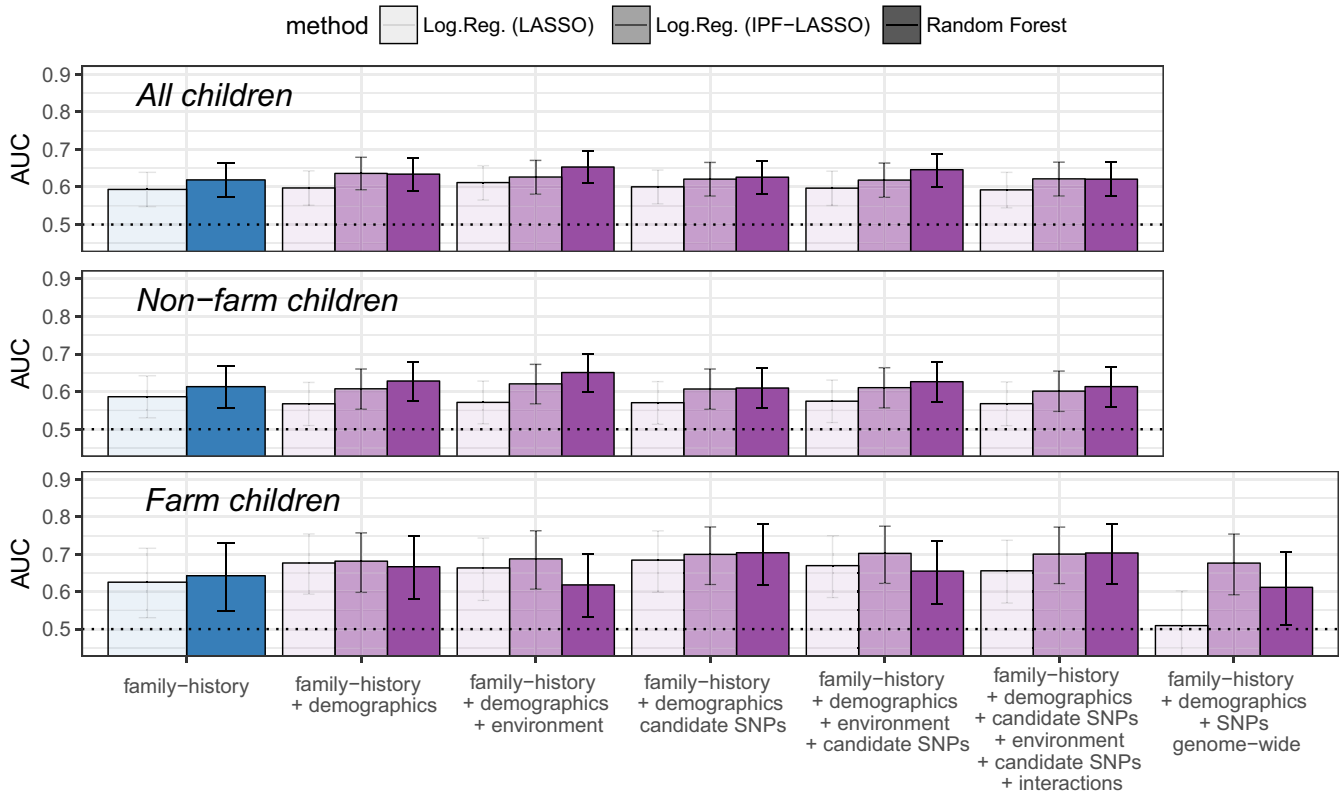 method Log.Reg. (LASSO) Log.Reg. (IPF−LASSO) Random Forest
All children
AUC
0.9
0.8
0.7
0.6
0.5
Non−farm children
AUC
0.9
0.8
0.7
0.6
0.5
Farm children
AUC
0.9
0.8
0.7
0.6
0.5
family−history
family−history
+ demographics
family−history
+ demographics
+ environment
family−history
+ demographics
candidate SNPs
family−history
+ demographics
+ environment
+ candidate SNPs
family−history
+ demographics
+ candidate SNPs
+ environment
+ candidate SNPs
+ interactions
family−history
+ demographics
+ SNPs
genome−wide